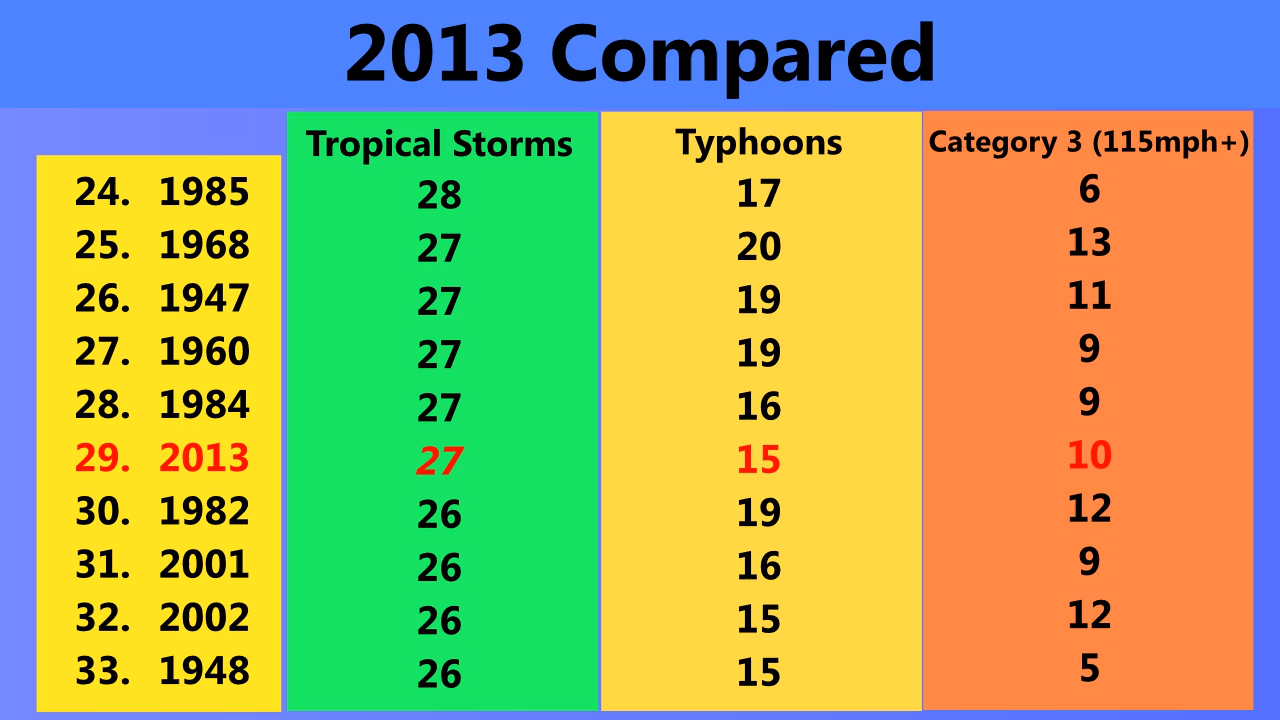 2013 Compared
Tropical Storms Typhoons Category 3 (115mph+)
24. 1985 28 17 6
25. 1968 27 20 13
26. 1947 27 19 11
27. 1960 27 19 9
28. 1984 27 16 9
29. 2013 27 15 10
30. 1982 26 19 12
31. 2001 26 16 9
32. 2002 26 15 12
33. 1948 26 15 5